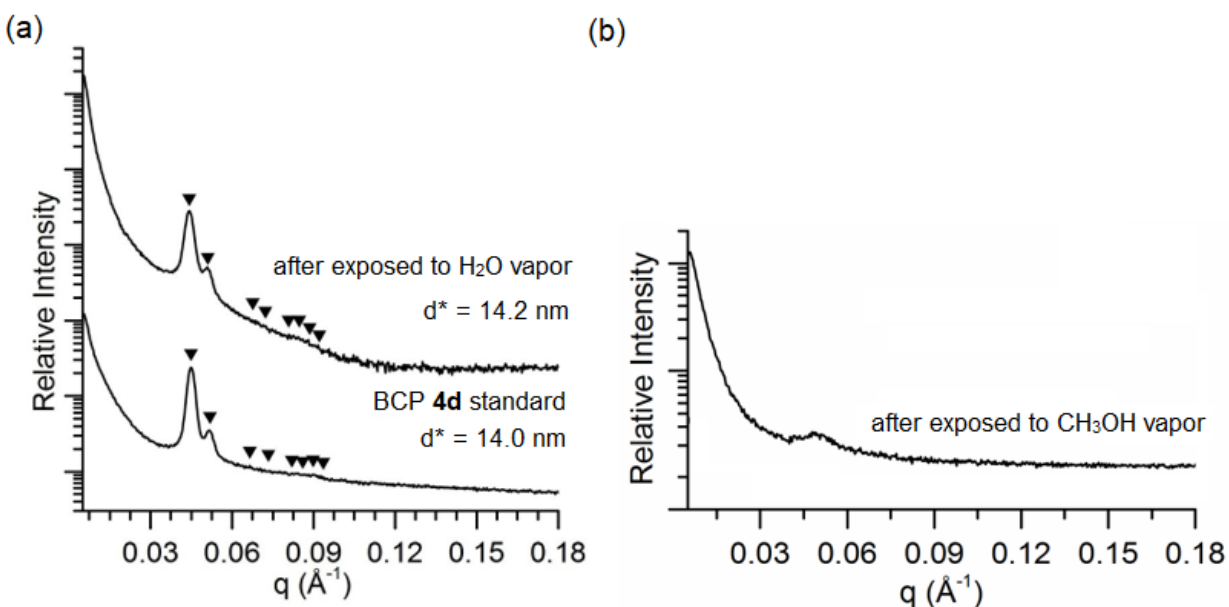 (a)
Relative Intensity
after exposed to H₂O vapor
d* = 14.2 nm
BCP 4d standard
d* = 14.0 nm
0.03 0.06 0.09 0.12 0.15 0.18
q (Å⁻¹)
(b)
Relative Intensity
after exposed to CH₃OH vapor
0.03 0.06 0.09 0.12 0.15 0.18
q (Å⁻¹)